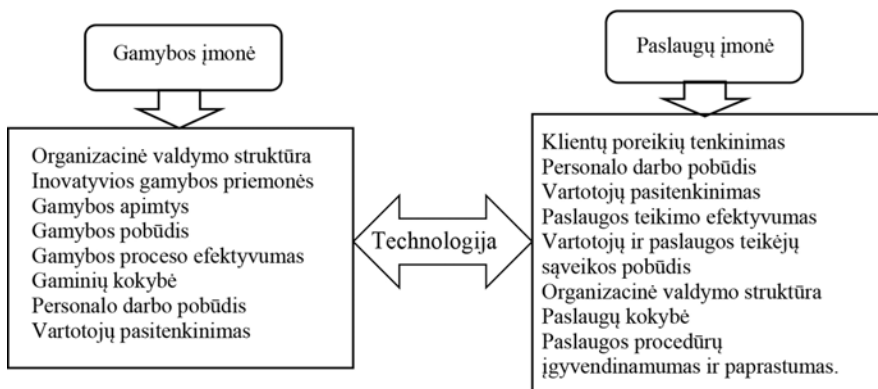 Gamybos įmonė
Organizacinė valdymo struktūra
Inovatyvios gamybos priemonės
Gamybos apimtys
Gamybos pobūdis
Gamybos proceso efektyvumas
Gaminių kokybė
Personalo darbo pobūdis
Vartotojų pasitenkinimas
Technologija
Paslaugų įmonė
Klientų poreikių tenkinimas
Personalo darbo pobūdis
Vartotojų pasitenkinimas
Paslaugos teikimo efektyvumas
Vartotojų ir paslaugos teikėjų
sąveikos pobūdis
Organizacinė valdymo struktūra
Paslaugų kokybė
Paslaugos procedūrų
įgyvendinamumas ir paprastumas.